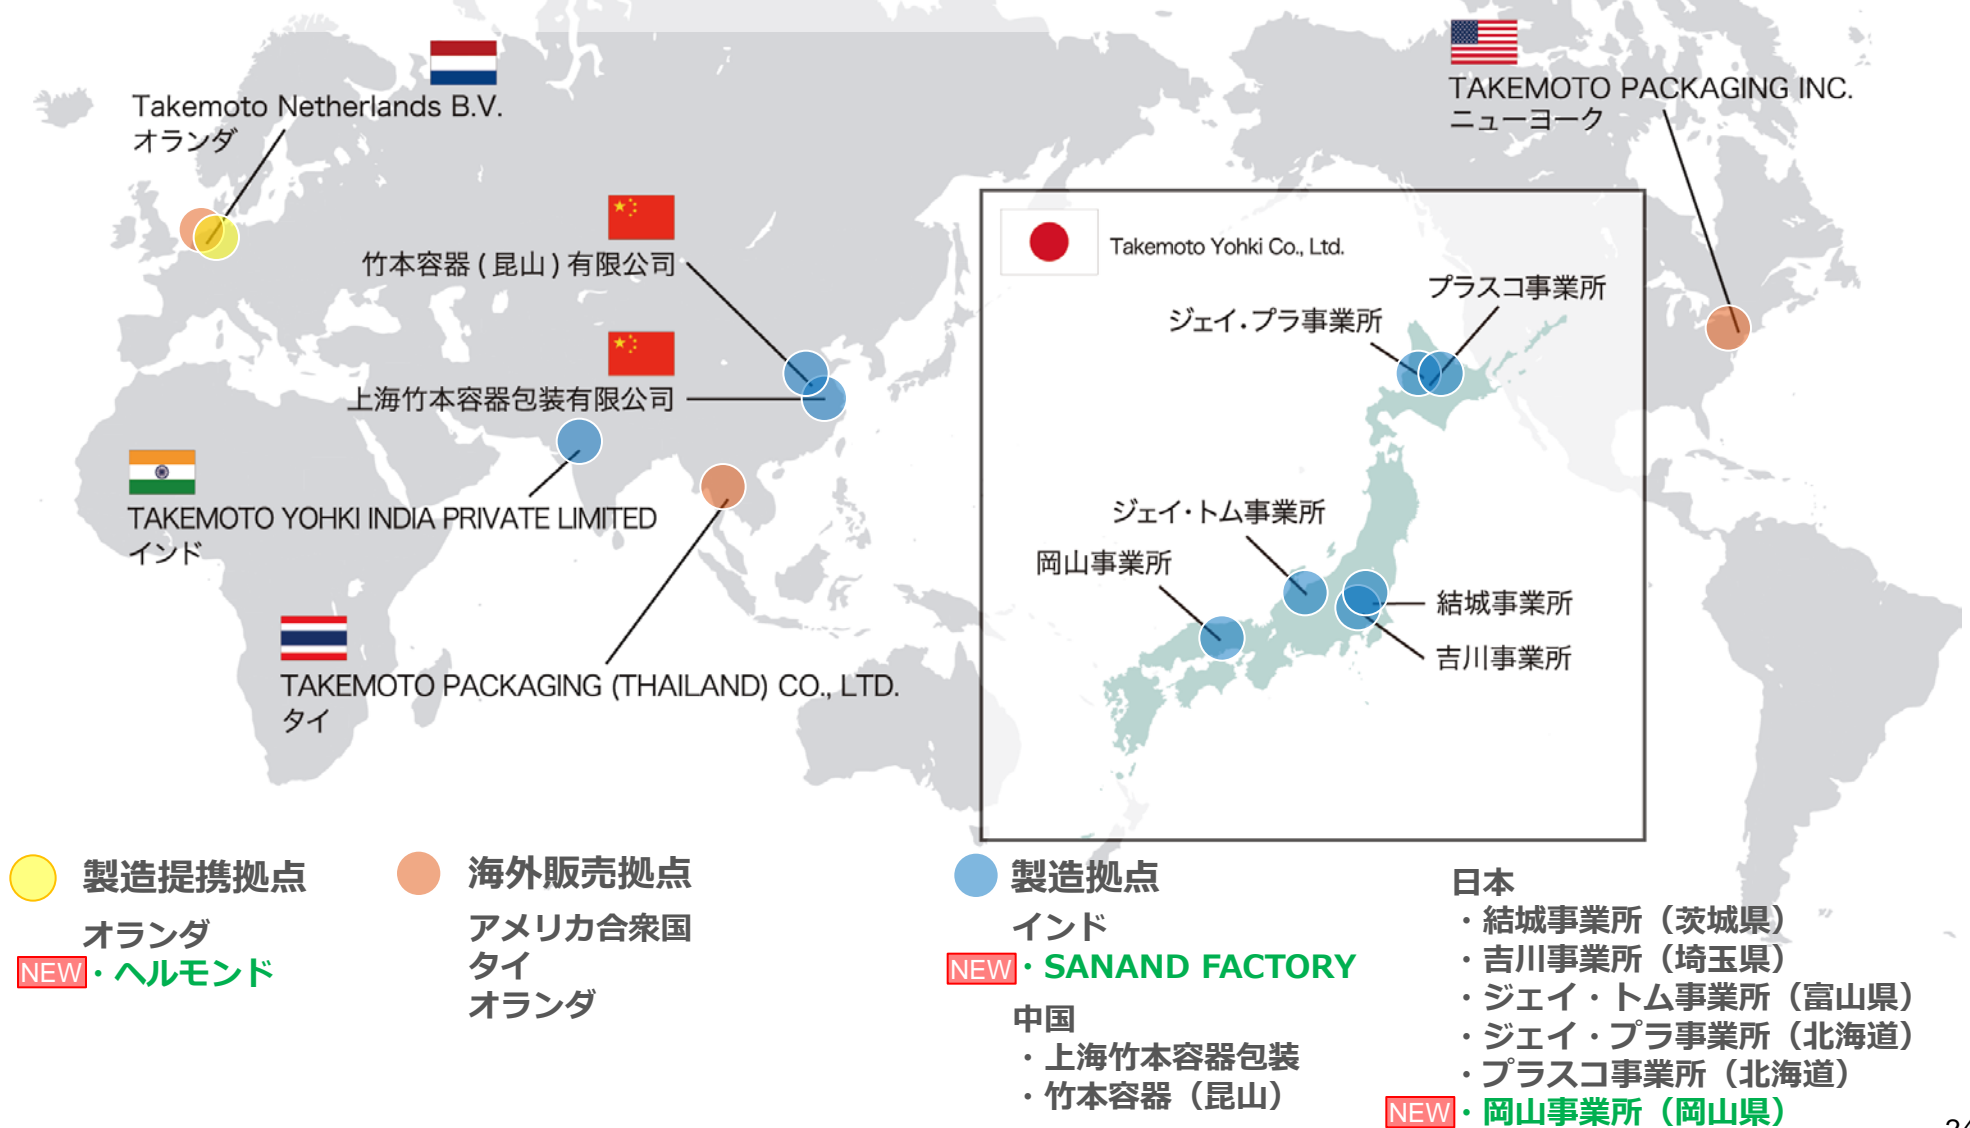 Takemoto Netherlands B.V.
オランダ
TAKEMOTO PACKAGING INC.
ニューヨーク
竹本容器(昆山)有限公司
上海竹本容器包装有限公司
TAKEMOTO YOHKI INDIA PRIVATE LIMITED
インド
TAKEMOTO PACKAGING (THAILAND) CO., LTD.
タイ
Takemoto Yohki Co., Ltd.
プラスコ事業所
ジェイ・プラ事業所
ジェイ・トム事業所
岡山事業所
結城事業所
吉川事業所
製造提携拠点
オランダ
NEW・ヘルモンド
海外販売拠点
アメリカ合衆国
タイ
オランダ
製造拠点
インド
NEW・SANAND FACTORY
中国
・上海竹本容器包装
・竹本容器（昆山）
日本
・結城事業所（茨城県）
・吉川事業所（埼玉県）
・ジェイ・トム事業所（富山県）
・ジェイ・プラ事業所（北海道）
・プラスコ事業所（北海道）
NEW・岡山事業所（岡山県）